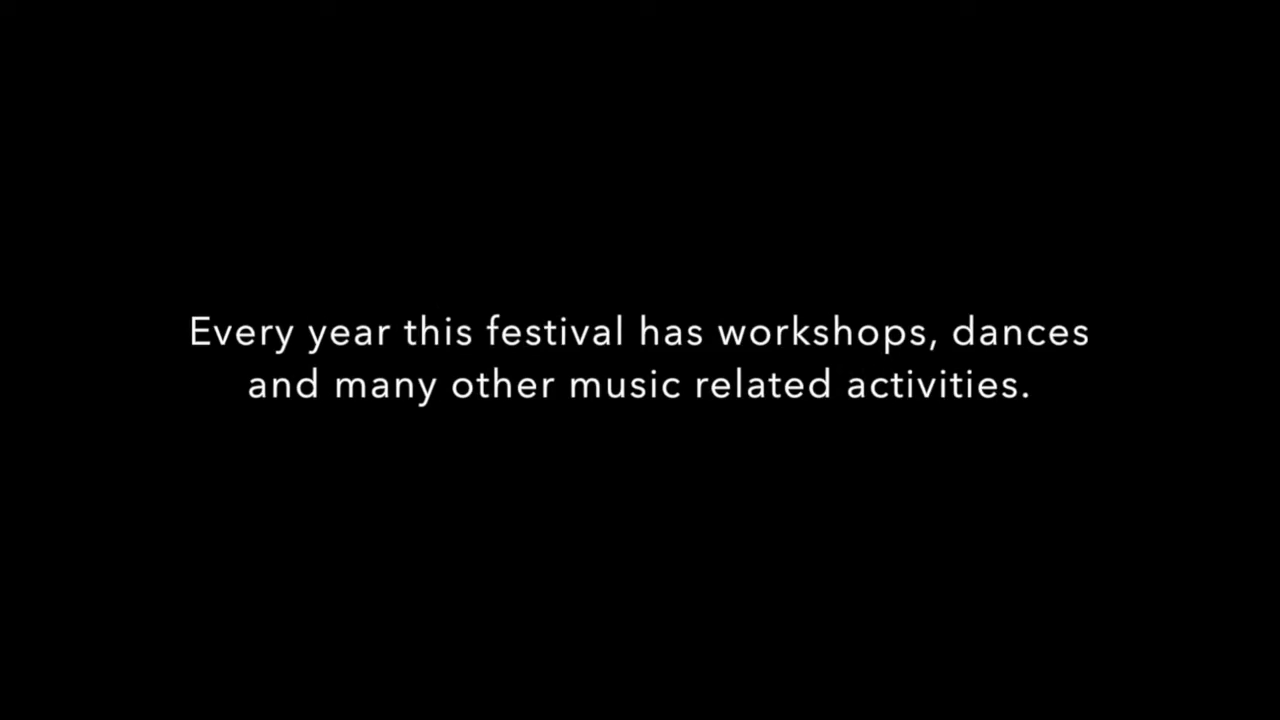 Every year this festival has workshops, dances
and many other music related activities.